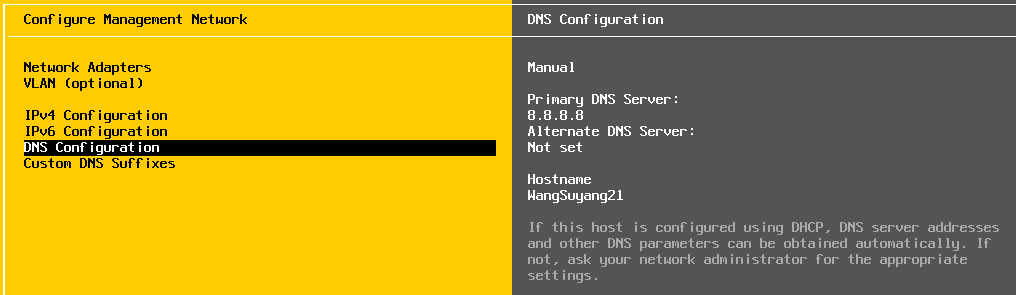 Configure Management Network
Network Adapters
VLAN (optional)
IPv4 Configuration
IPv6 Configuration
DNS Configuration
Custom DNS Suffixes
DNS Configuration
Manual
Primary DNS Server:
8.8.8.8
Alternate DNS Server:
Not set
Hostname
WangSuyang21
If this host is configured using DHCP, DNS server addresses
and other DNS parameters can be obtained automatically. If
not, ask your network administrator for the appropriate
settings.